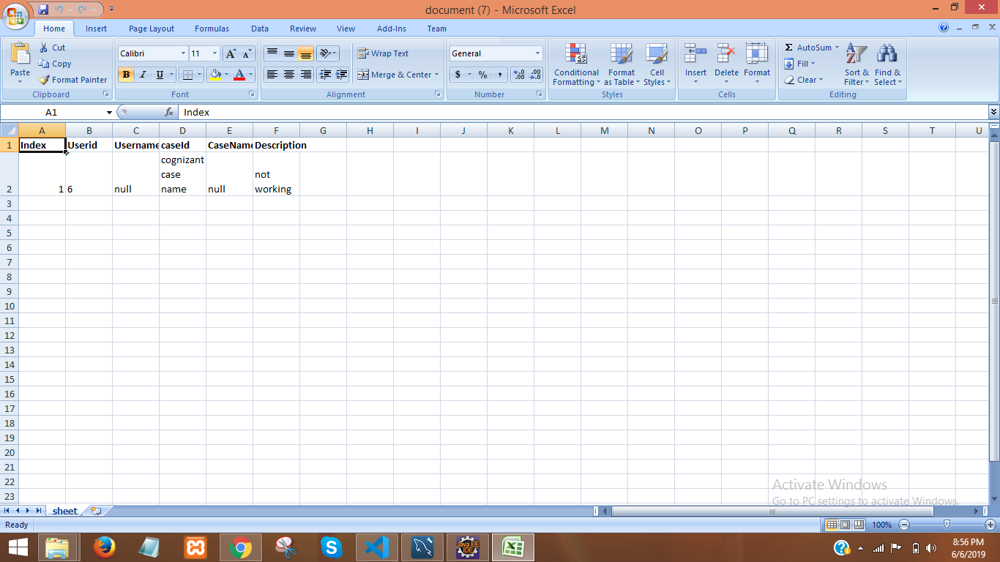 document (7) - Microsoft Excel
Home Insert Page Layout Formulas Data Review View Add-Ins Team
Paste
Cut
Copy
Format Painter
Clipboard
Calibri 11
B I U A
Font
Wrap Text
Merge & Center
Alignment
General
$ % ,
Number
Conditional Formatting
Format as Table
Cell Styles
Styles
Insert Delete Format
Cells
Σ AutoSum
Fill
Clear
Sort & Filter
Find & Select
Editing
A1 fx Index
A B C D E F G H I J K L M N O P Q R S T U
1 Index Userid Username caseId CaseName Description
2 1 6 null cognizant case name null not working
3
4
5
6
7
8
9
10
11
12
13
14
15
16
17
18
19
20
21
22
23
Activate Windows
Go to PC settings to activate Windows.
sheet
Ready 100%
Java EE IDE
8:56 PM
6/6/2019